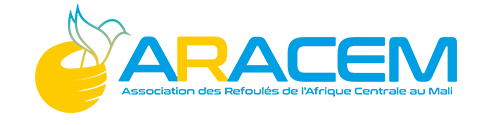 ARACEM
Association des Refoulés de l'Afrique Centrale au Mali